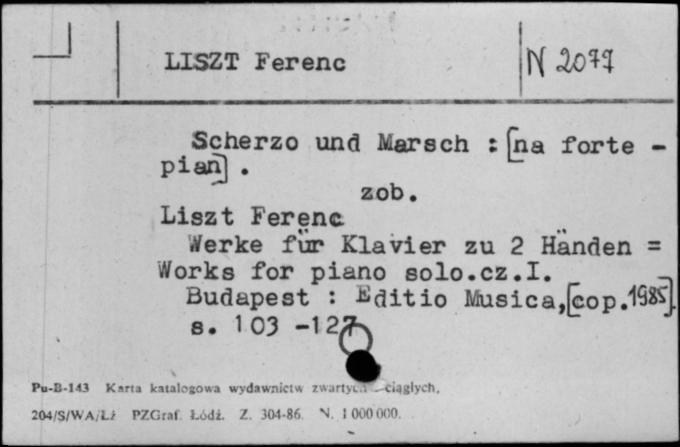 LISZT Ferenc
N 2077
Scherzo und Marsch : [na forte -
pian] .
zob.
Liszt Ferenc
Werke für Klavier zu 2 Händen =
Works for piano solo.cz.I.
Budapest : Editio Musica,[cop.1985].
s. 103 -127
Pu-B-143 Karta katalogowa wydawnictw zwartych ciągłych,
204/S/WA/Łż PZGraf. Łódź. Z. 304-86. N. 1 000 000.